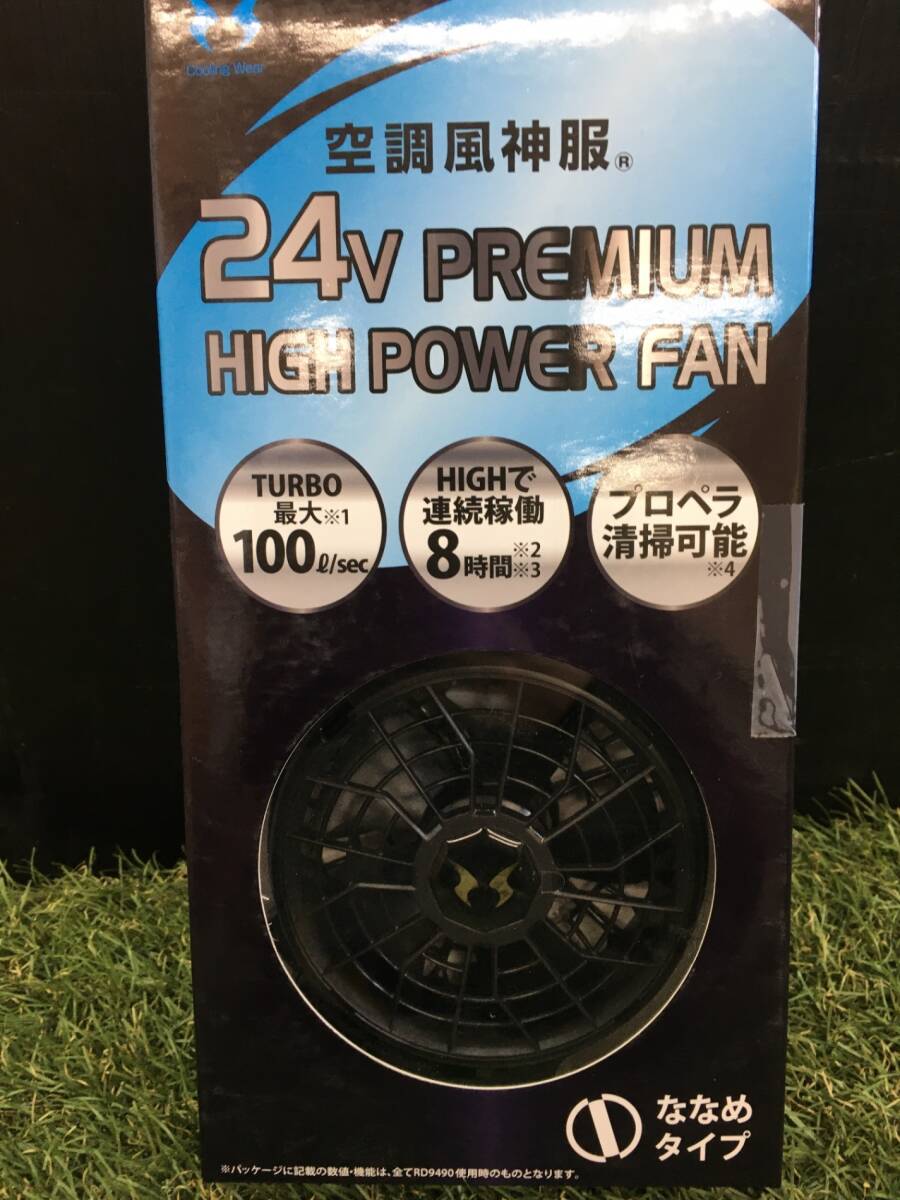 Cooling Wear
空調風神服®
24V PREMIUM
HIGH POWER FAN
TURBO
最大※1
100ℓ/sec
HIGHで
連続稼働
8時間※2※3
プロペラ
清掃可能
※4
ななめ
タイプ
※パッケージに記載の数値・機能は、全てRD9490使用時のものとなります。